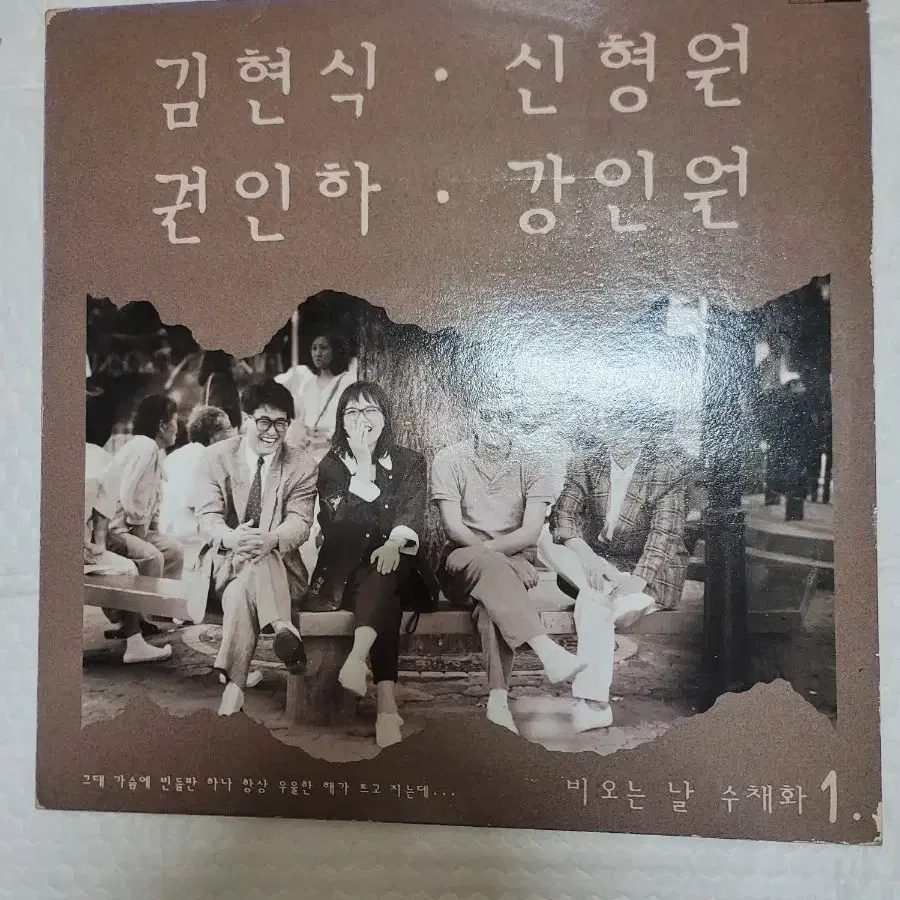 김현식 · 신형원
권인하 · 강인원
그대 가슴에 빈들판 하나 항상 우울한 해가 뜨고 지는데...
비오는 날 수채화 1.